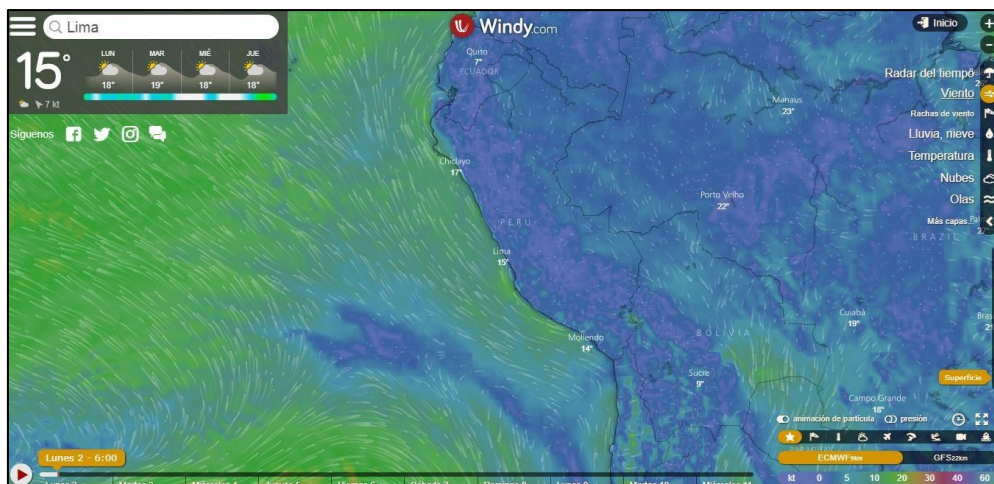 Lima
Windy.com
Inicio
15°
LUN MAR MIÉ JUE
18° 19° 18° 18°
7 kt
Síguenos
Quito
7°
ECUADOR
Radar del tiempo
Viento
Rachas de viento
Lluvia, nieve
Temperatura
Nubes
Olas
Más capas
Manaus
23°
Chiclayo
17°
PERU
Porto Velho
22°
BRAZIL
Lima
15°
Mollendo
14°
BOLIVIA
Cuiabá
19°
Sucre
9°
Superficie
Campo Grande
18°
animación de partícula presión
PARAGUAY
Lunes 2 - 6:00
ECMWF 9km GFS 22km
kt 0 5 10 20 30 40 60